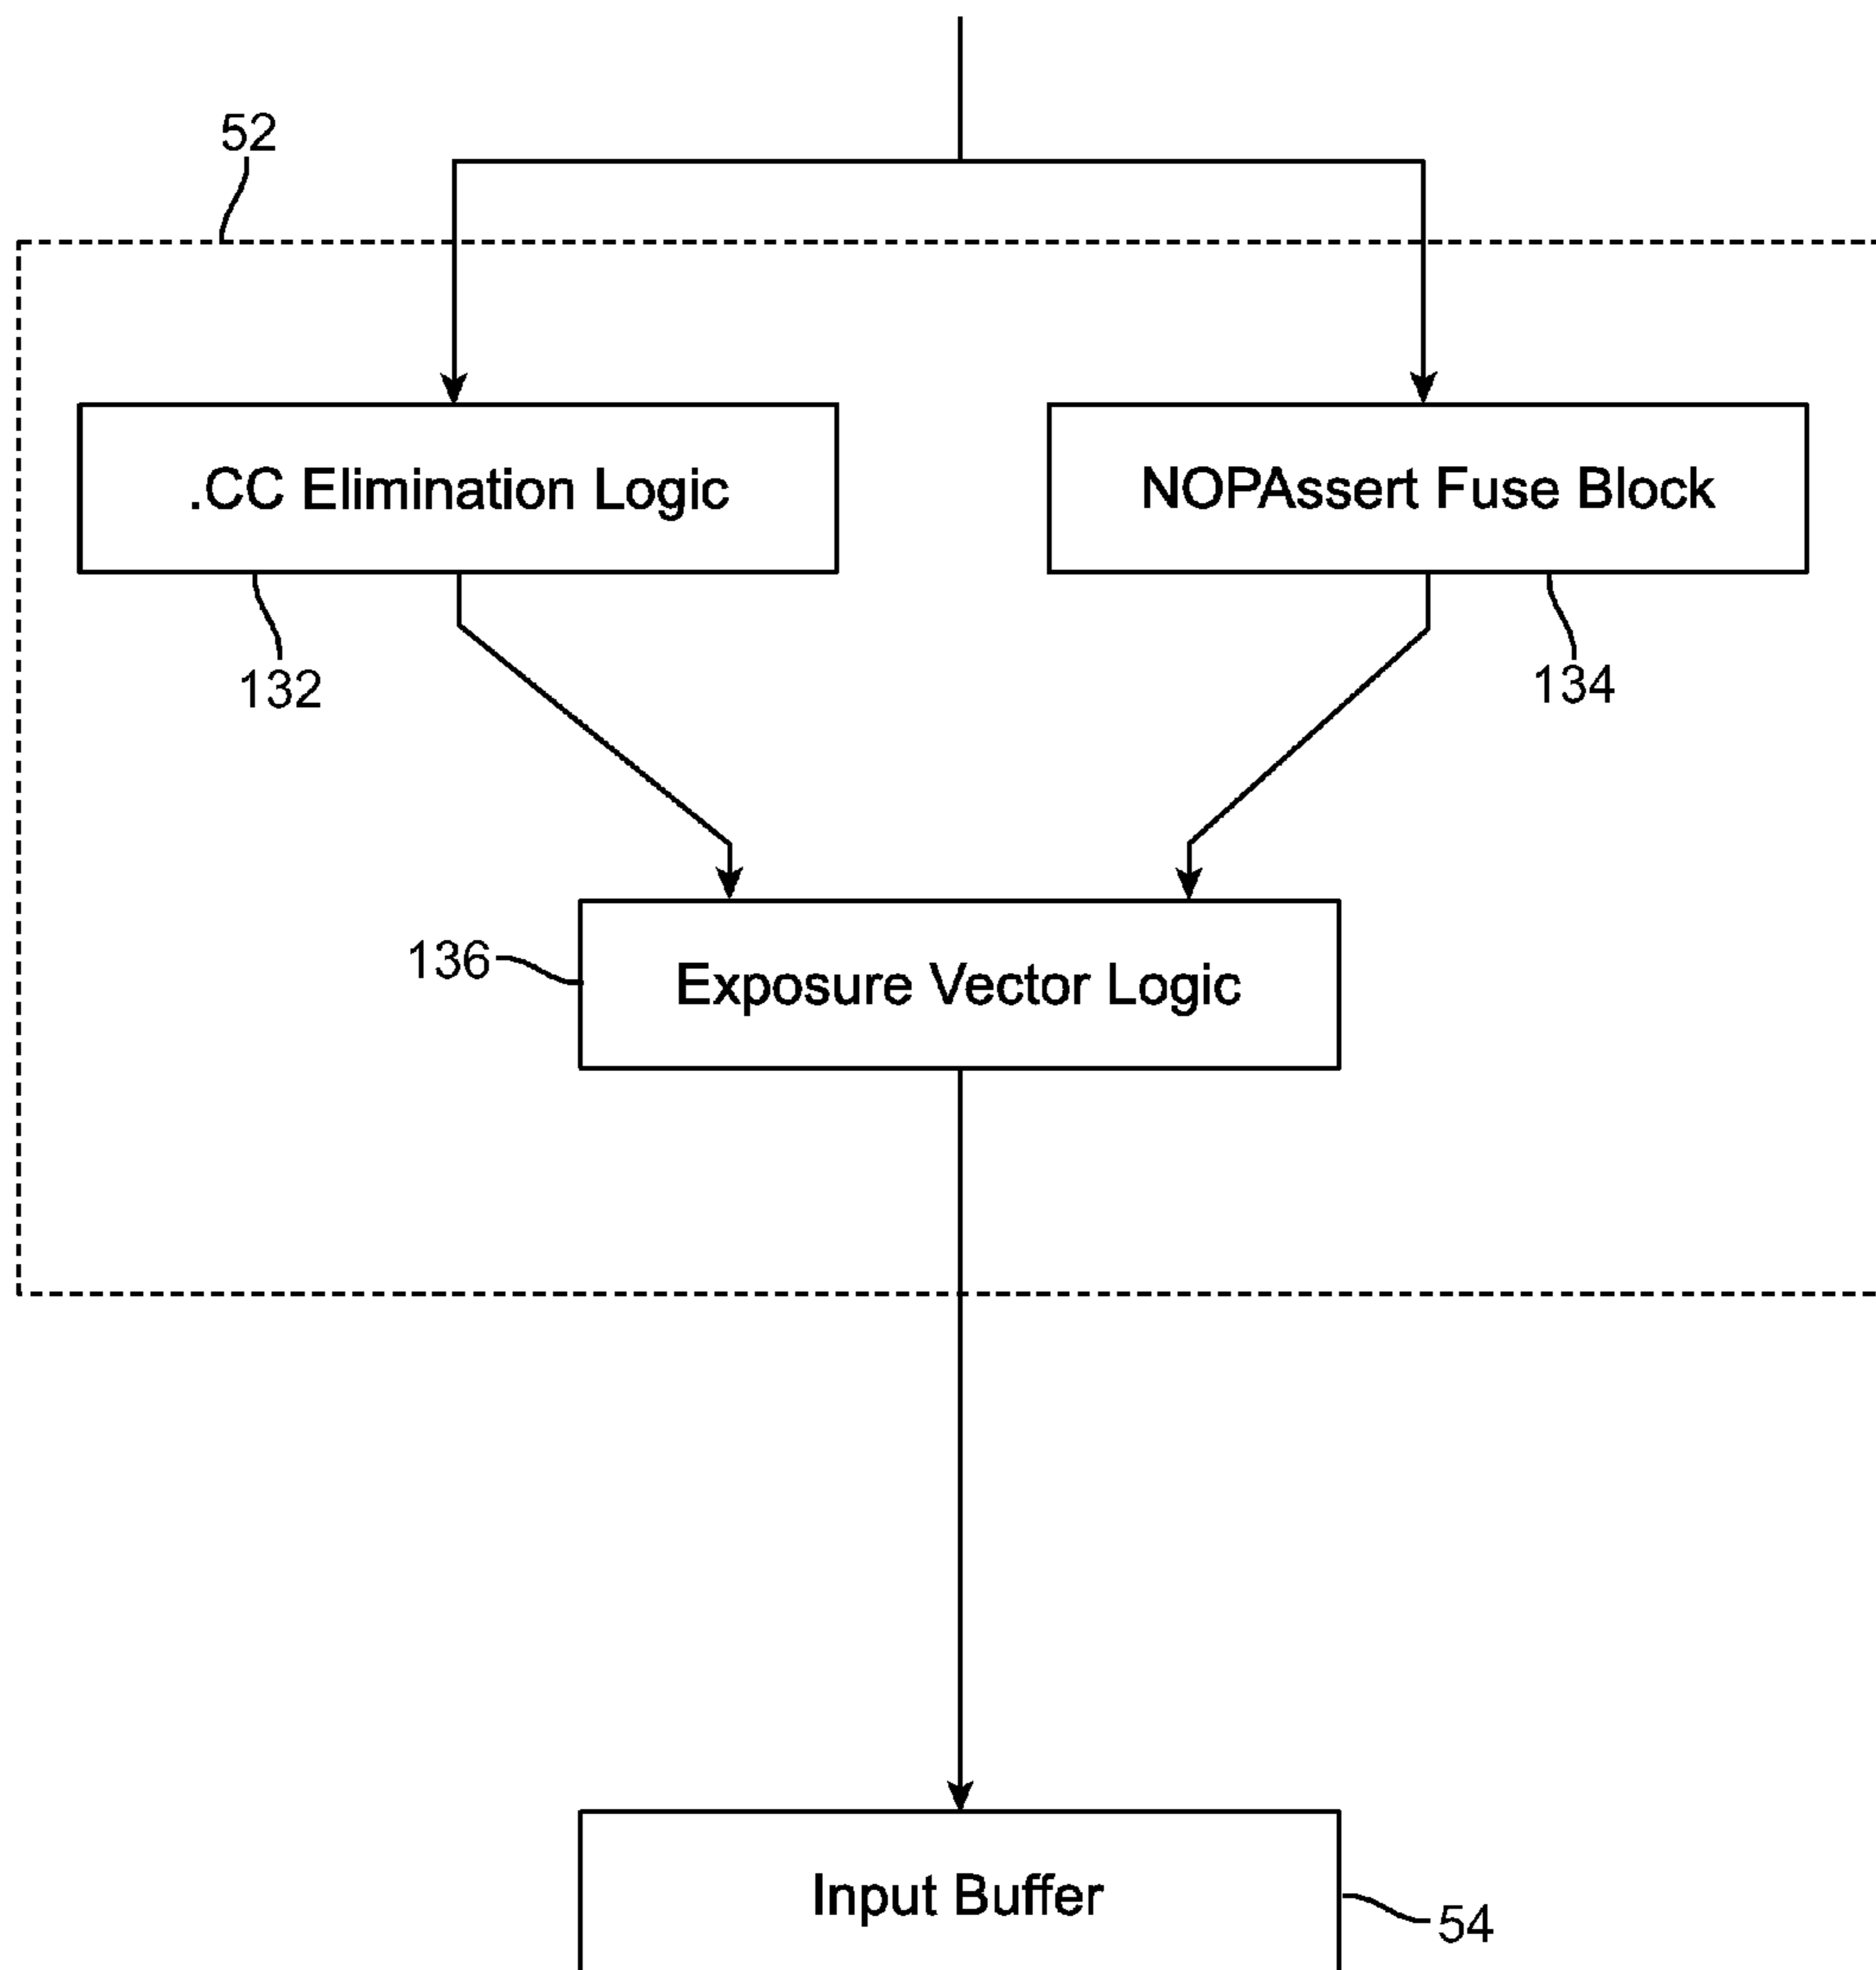 52
.CC Elimination Logic
NOPAssert Fuse Block
132
134
136
Exposure Vector Logic
Input Buffer
54